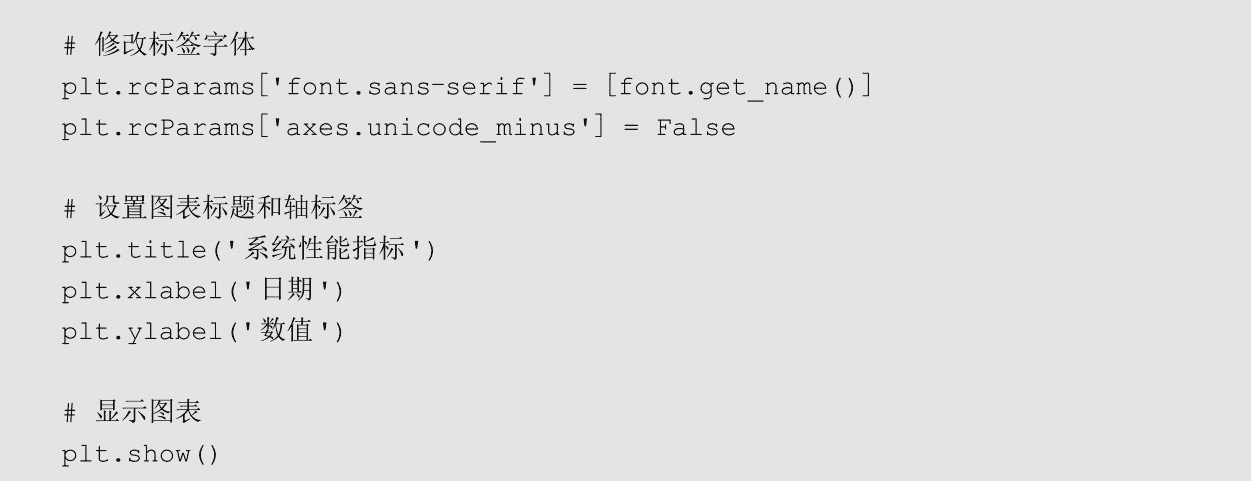 # 修改标签字体
plt.rcParams['font.sans-serif'] = [font.get_name()]
plt.rcParams['axes.unicode_minus'] = False
# 设置图表标题和轴标签
plt.title('系统性能指标')
plt.xlabel('日期')
plt.ylabel('数值')
# 显示图表
plt.show()